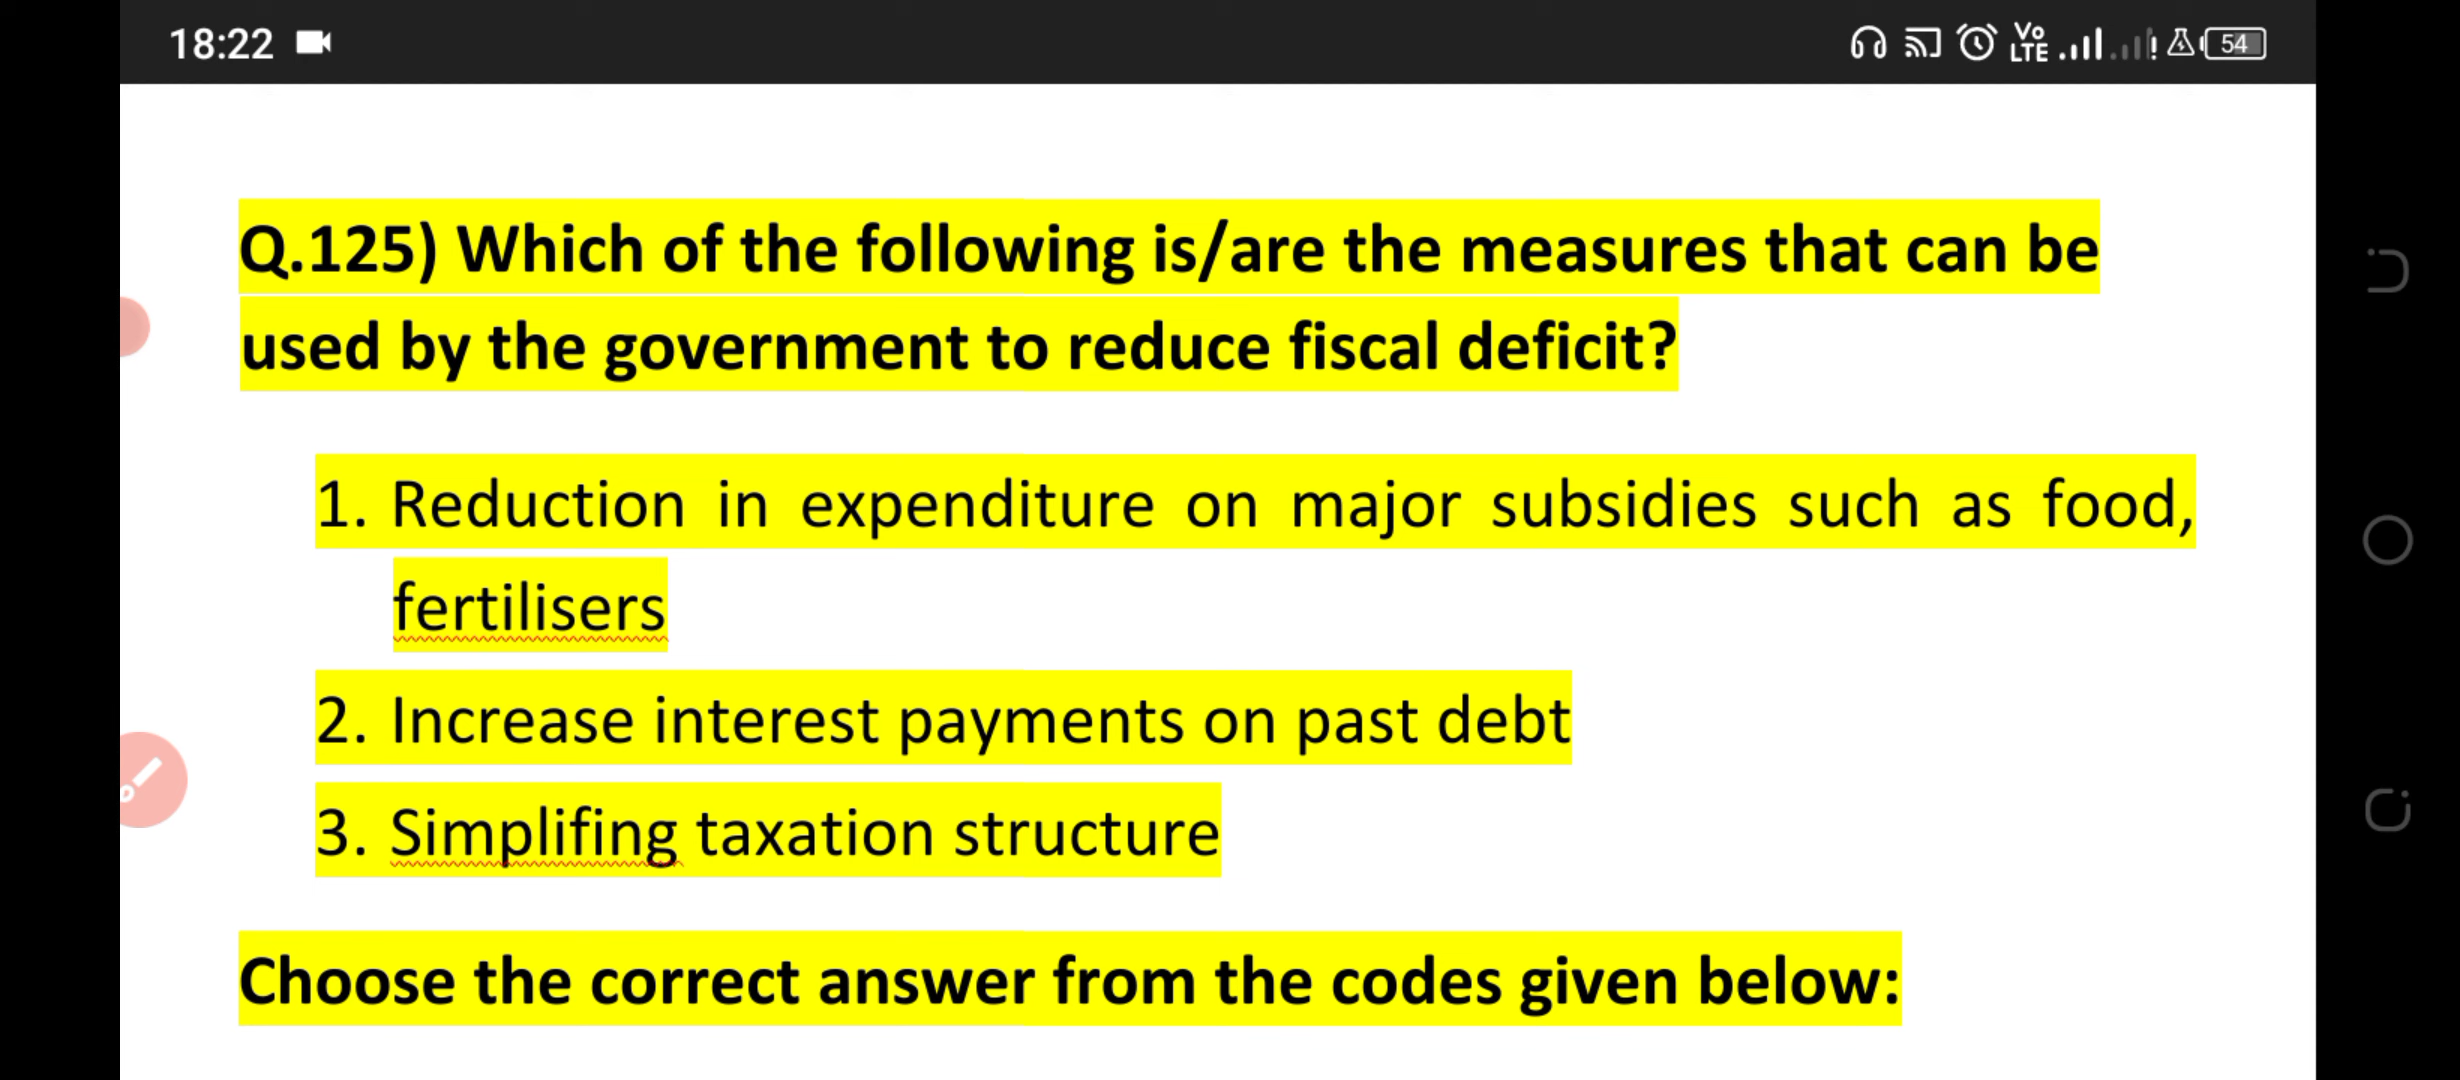 18:22
Vo
LTE
54
Q.125) Which of the following is/are the measures that can be
used by the government to reduce fiscal deficit?
1. Reduction in expenditure on major subsidies such as food,
fertilisers
2. Increase interest payments on past debt
3. Simplifing taxation structure
Choose the correct answer from the codes given below: